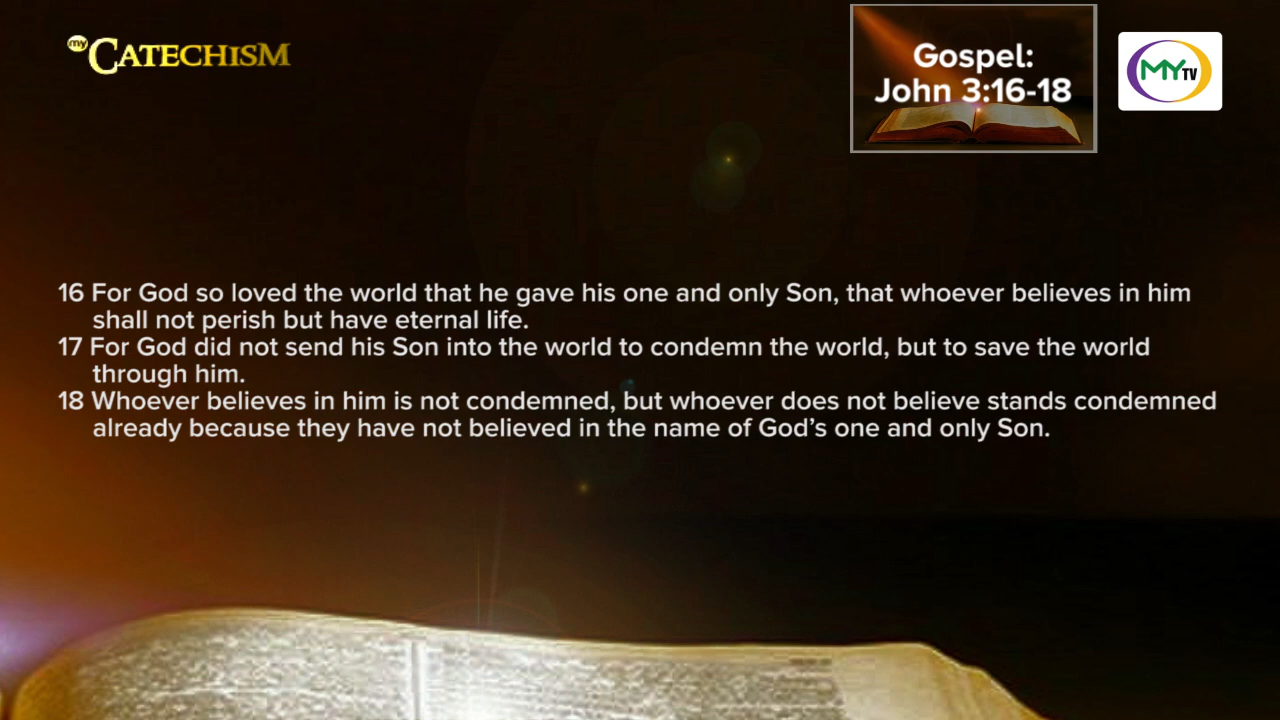 my CATECHISM
Gospel:
John 3:16-18
MY TV
16 For God so loved the world that he gave his one and only Son, that whoever believes in him
shall not perish but have eternal life.
17 For God did not send his Son into the world to condemn the world, but to save the world
through him.
18 Whoever believes in him is not condemned, but whoever does not believe stands condemned
already because they have not believed in the name of God’s one and only Son.